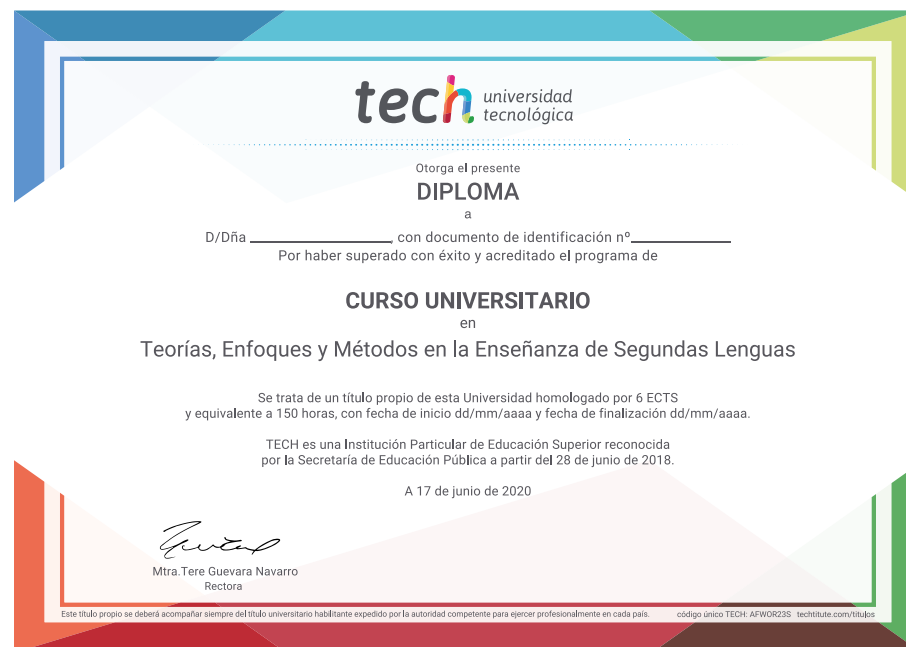 tech universidad
tecnológica
Otorga el presente
DIPLOMA
a
D/Dña ____________________, con documento de identificación nº______________
Por haber superado con éxito y acreditado el programa de
CURSO UNIVERSITARIO
en
Teorías, Enfoques y Métodos en la Enseñanza de Segundas Lenguas
Se trata de un título propio de esta Universidad homologado por 6 ECTS
y equivalente a 150 horas, con fecha de inicio dd/mm/aaaa y fecha de finalización dd/mm/aaaa.
TECH es una Institución Particular de Educación Superior reconocida
por la Secretaría de Educación Pública a partir del 28 de junio de 2018.
A 17 de junio de 2020
Mtra.Tere Guevara Navarro
Rectora
Este título propio se deberá acompañar siempre del título universitario habilitante expedido por la autoridad competente para ejercer profesionalmente en cada país. código único TECH: AFWOR23S techtitute.com/títulos